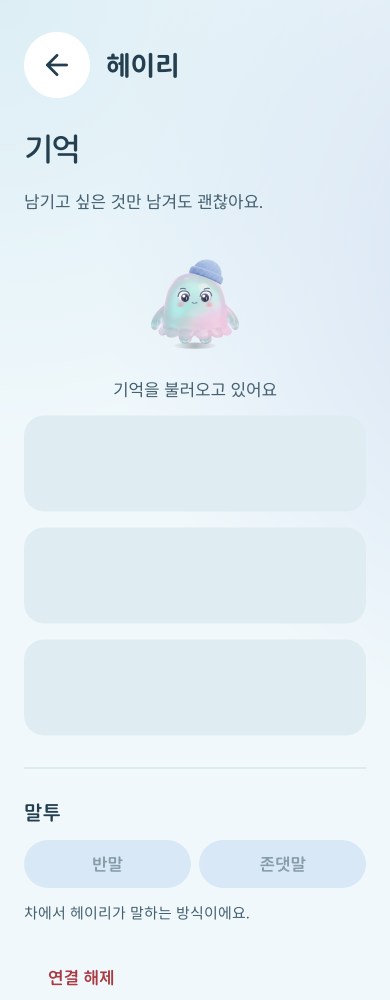 헤이리
기억
남기고 싶은 것만 남겨도 괜찮아요.
기억을 불러오고 있어요
말투
반말
존댓말
차에서 헤이리가 말하는 방식이에요.
연결 해제